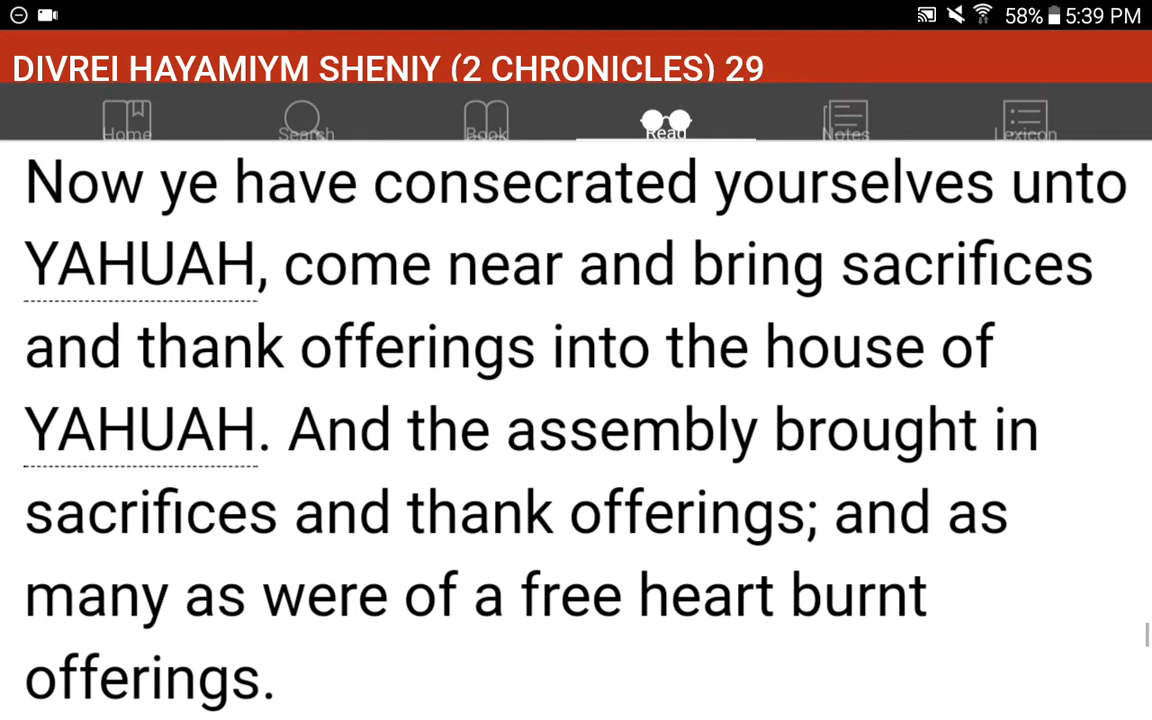 58% 5:39 PM
DIVREI HAYAMIYM SHENIY (2 CHRONICLES) 29
Home Search Book Read Notes Lexicon
Now ye have consecrated yourselves unto
YAHUAH, come near and bring sacrifices
and thank offerings into the house of
YAHUAH. And the assembly brought in
sacrifices and thank offerings; and as
many as were of a free heart burnt
offerings.